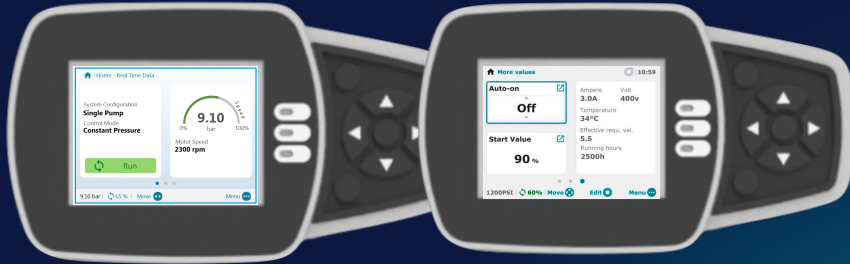 Home - Real Time Data
System Configuration
Single Pump
Control Mode
Constant Pressure
Run
9.10
bar
0%
100%
Speed
Motor Speed
2300 rpm
9.10 bar
65 %
Move
Menu
More values
10:59
Auto-on
Off
Start Value
90 %
Ampere Volt
3.0A 400v
Temperature
34°C
Effective requ. val.
5.5
Running hours
2500h
1200PSI
60%
Move
Edit
Menu